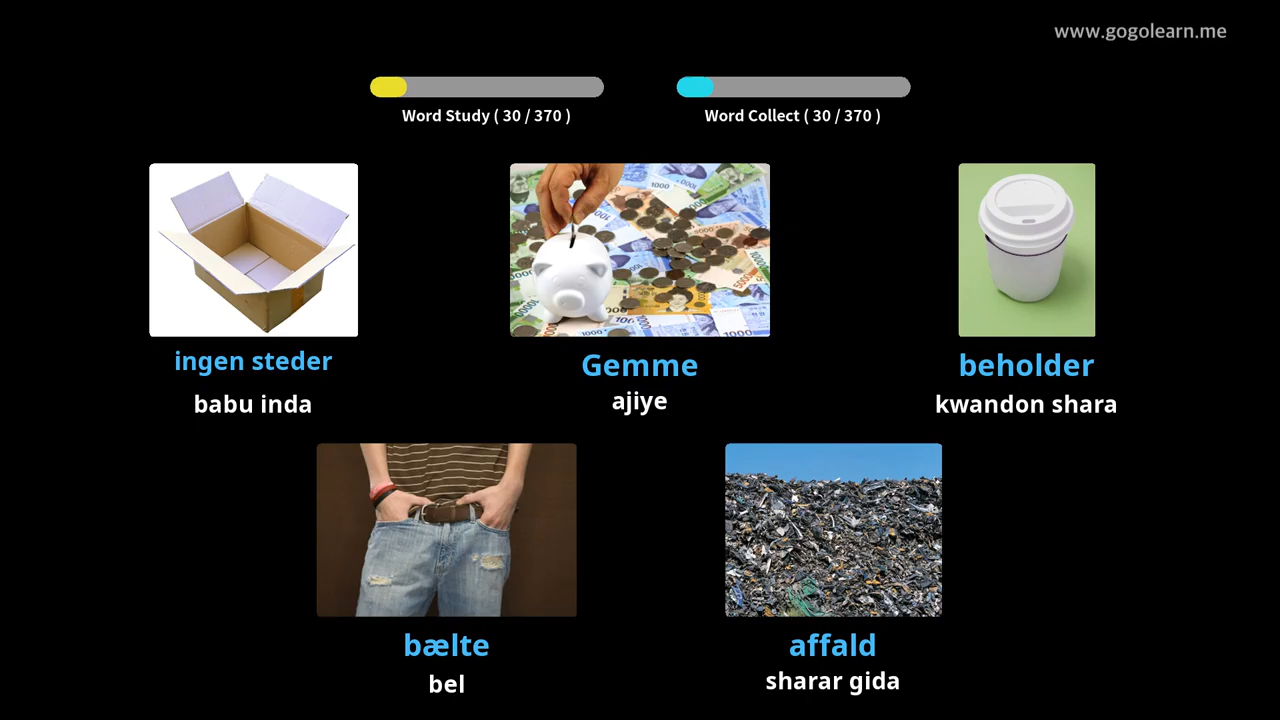 www.gogolearn.me
Word Study ( 30 / 370 )
Word Collect ( 30 / 370 )
ingen steder
babu inda
Gemme
ajiye
beholder
kwandon shara
bælte
bel
affald
sharar gida